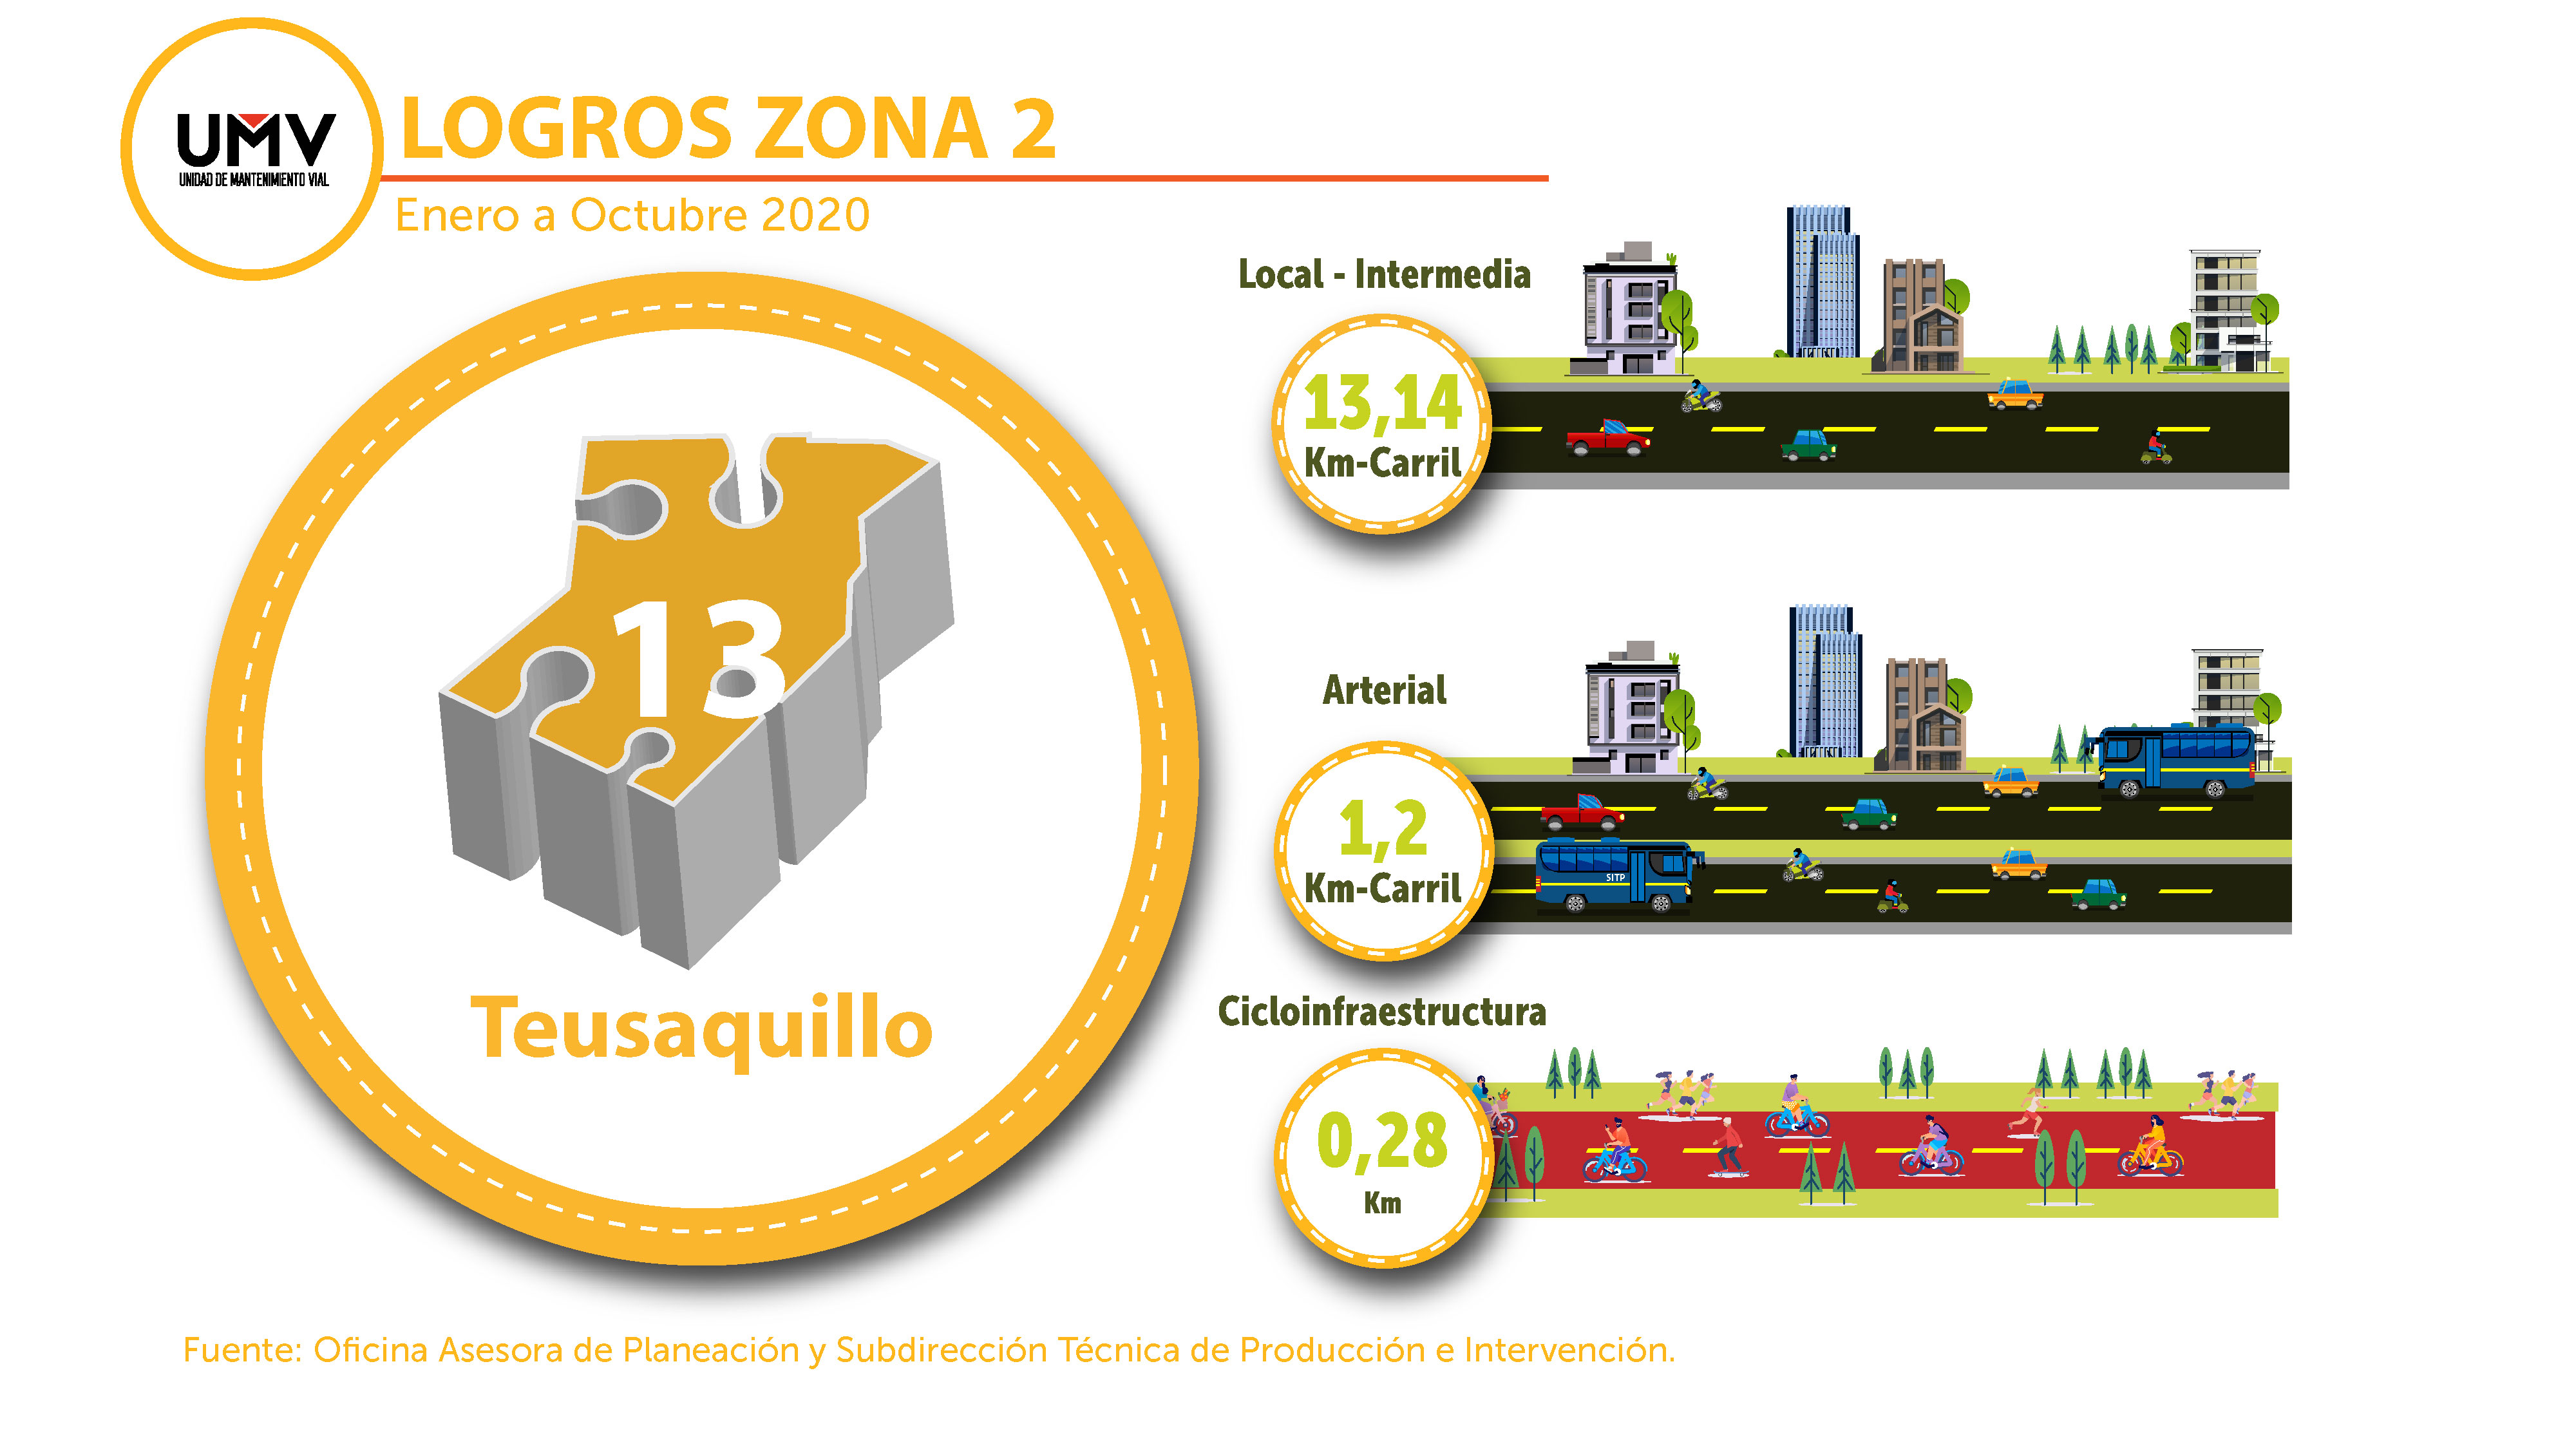 UMV
UNIDAD DE MANTENIMIENTO VIAL
LOGROS ZONA 2
Enero a Octubre 2020
13
Teusaquillo
Local - Intermedia
13,14
Km-Carril
Arterial
1,2
Km-Carril
SITP
Cicloinfraestructura
0,28
Km
Fuente: Oficina Asesora de Planeación y Subdirección Técnica de Producción e Intervención.